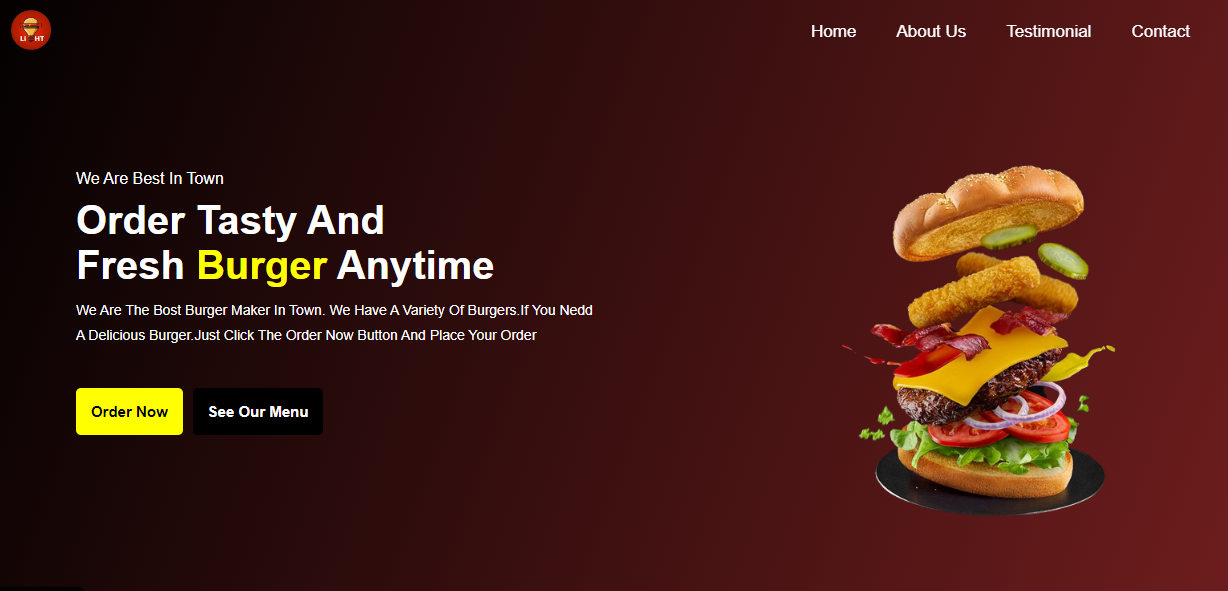 Home About Us Testimonial Contact
We Are Best In Town
Order Tasty And
Fresh Burger Anytime
We Are The Bost Burger Maker In Town. We Have A Variety Of Burgers.If You Nedd
A Delicious Burger.Just Click The Order Now Button And Place Your Order
Order Now See Our Menu